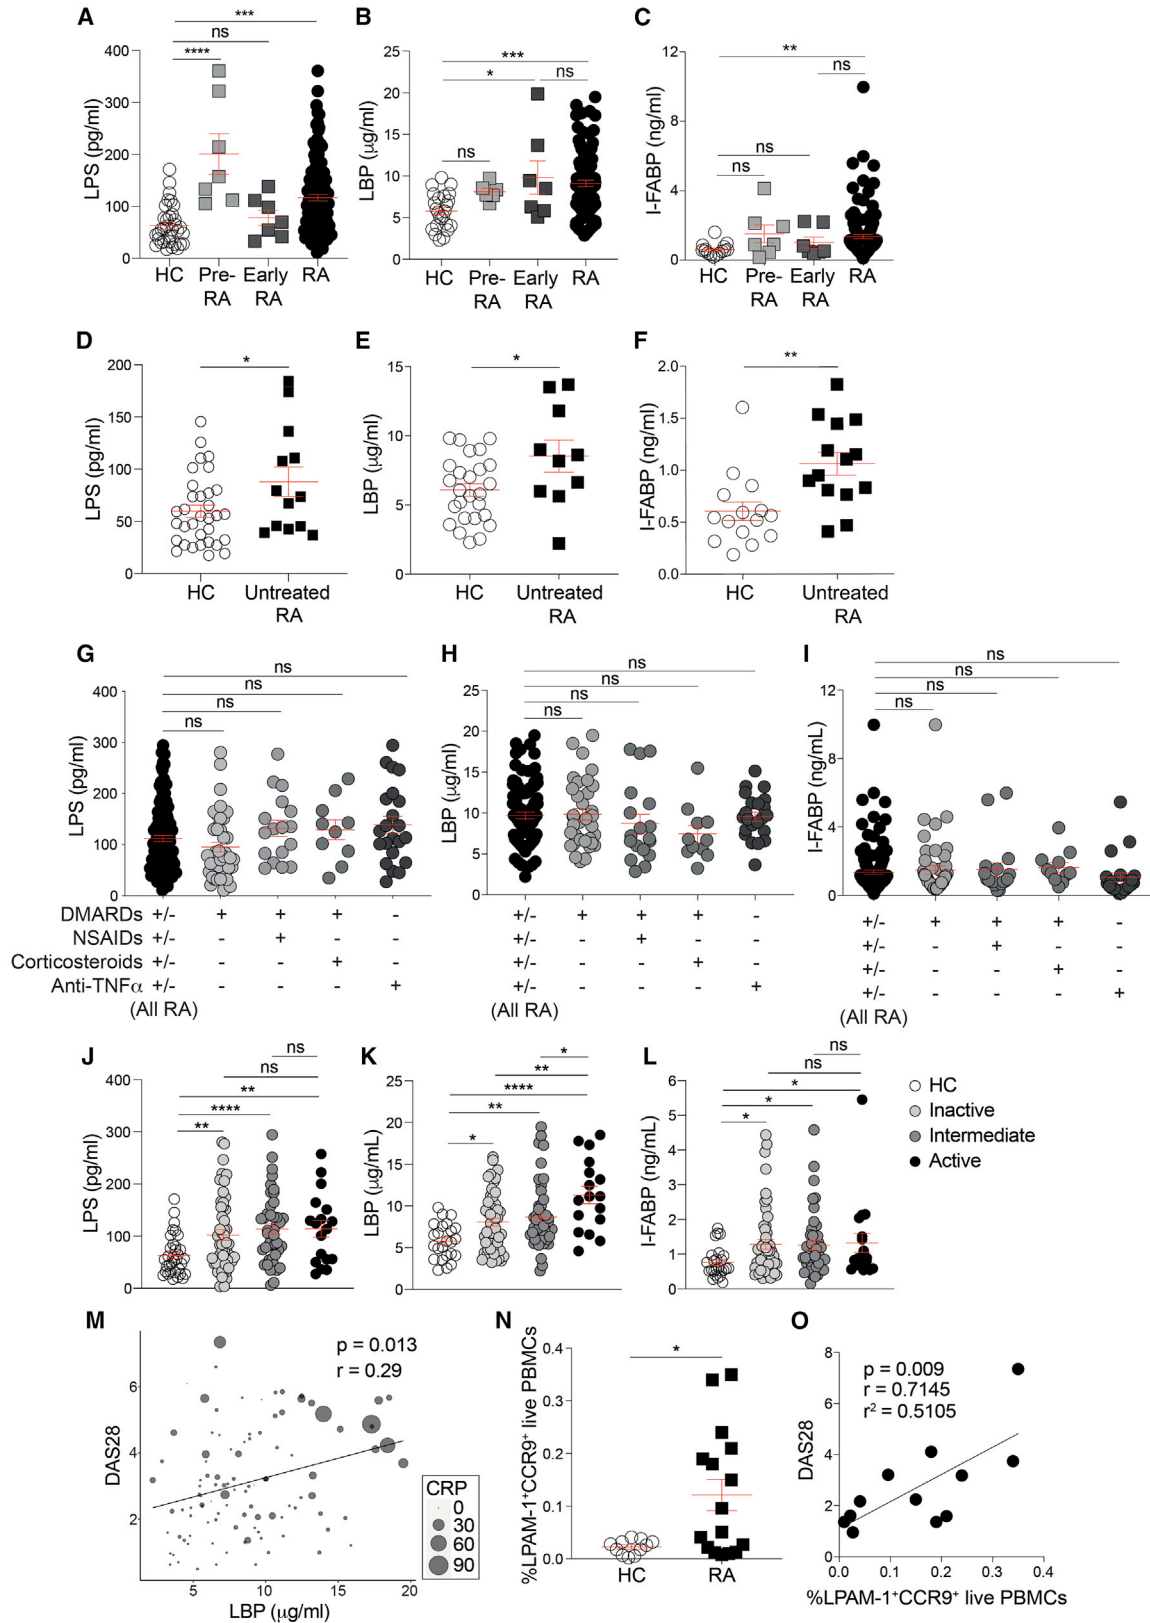 A
***
ns
****
LPS (pg/ml)
400
300
200
100
0
HC
Pre-
RA
Early
RA
RA
B
***
*
ns
ns
LBP (μg/ml)
25
20
15
10
5
0
HC
Pre-
RA
Early
RA
RA
C
**
ns
ns
ns
I-FABP (ng/ml)
12
8
4
0
HC
Pre-
RA
Early
RA
RA
D
*
LPS (pg/ml)
200
150
100
50
0
HC
Untreated
RA
E
*
LBP (μg/ml)
15
10
5
0
HC
Untreated
RA
F
**
I-FABP (ng/ml)
2.0
1.5
1.0
0.5
0.0
HC
Untreated
RA
G
ns
ns
ns
ns
LPS (pg/ml)
400
300
200
100
0
DMARDs +/- + + + -
NSAIDs +/- - + - -
Corticosteroids +/- - - + -
Anti-TNFα +/- - - - +
(All RA)
H
ns
ns
ns
ns
LBP (μg/ml)
25
20
15
10
5
0
+/- + + + -
+/- - + - -
+/- - - + -
+/- - - - +
(All RA)
I
ns
ns
ns
ns
I-FABP (ng/mL)
12
8
4
0
+/- + + + -
+/- - + - -
+/- - - + -
+/- - - - +
(All RA)
J
ns
ns
**
****
**
LPS (pg/ml)
400
300
200
100
0
K
*
**
****
**
*
LBP (μg/mL)
25
20
15
10
5
0
L
ns
ns
*
*
*
I-FABP (ng/mL)
6
5
4
3
2
1
0
HC
Inactive
Intermediate
Active
M
p = 0.013
r = 0.29
DAS28
6
4
2
5 10 15 20
LBP (μg/ml)
CRP
0
30
60
90
N
*
%LPAM-1⁺CCR9⁺ live PBMCs
0.4
0.3
0.2
0.1
0.0
HC
RA
O
p = 0.009
r = 0.7145
r² = 0.5105
DAS28
8
6
4
2
0
0.0 0.1 0.2 0.3 0.4
%LPAM-1⁺CCR9⁺ live PBMCs